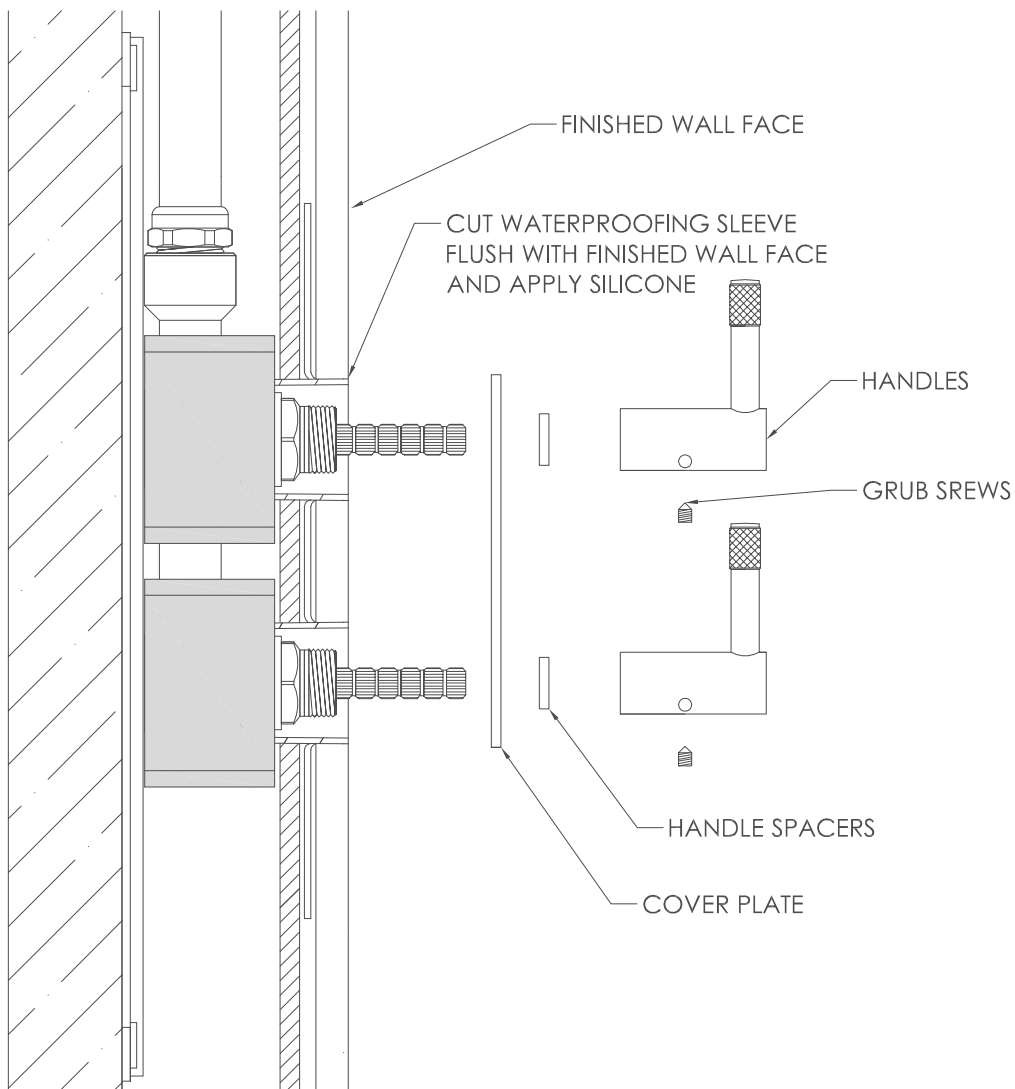 FINISHED WALL FACE
CUT WATERPROOFING SLEEVE
FLUSH WITH FINISHED WALL FACE
AND APPLY SILICONE
HANDLES
GRUB SREWS
HANDLE SPACERS
COVER PLATE